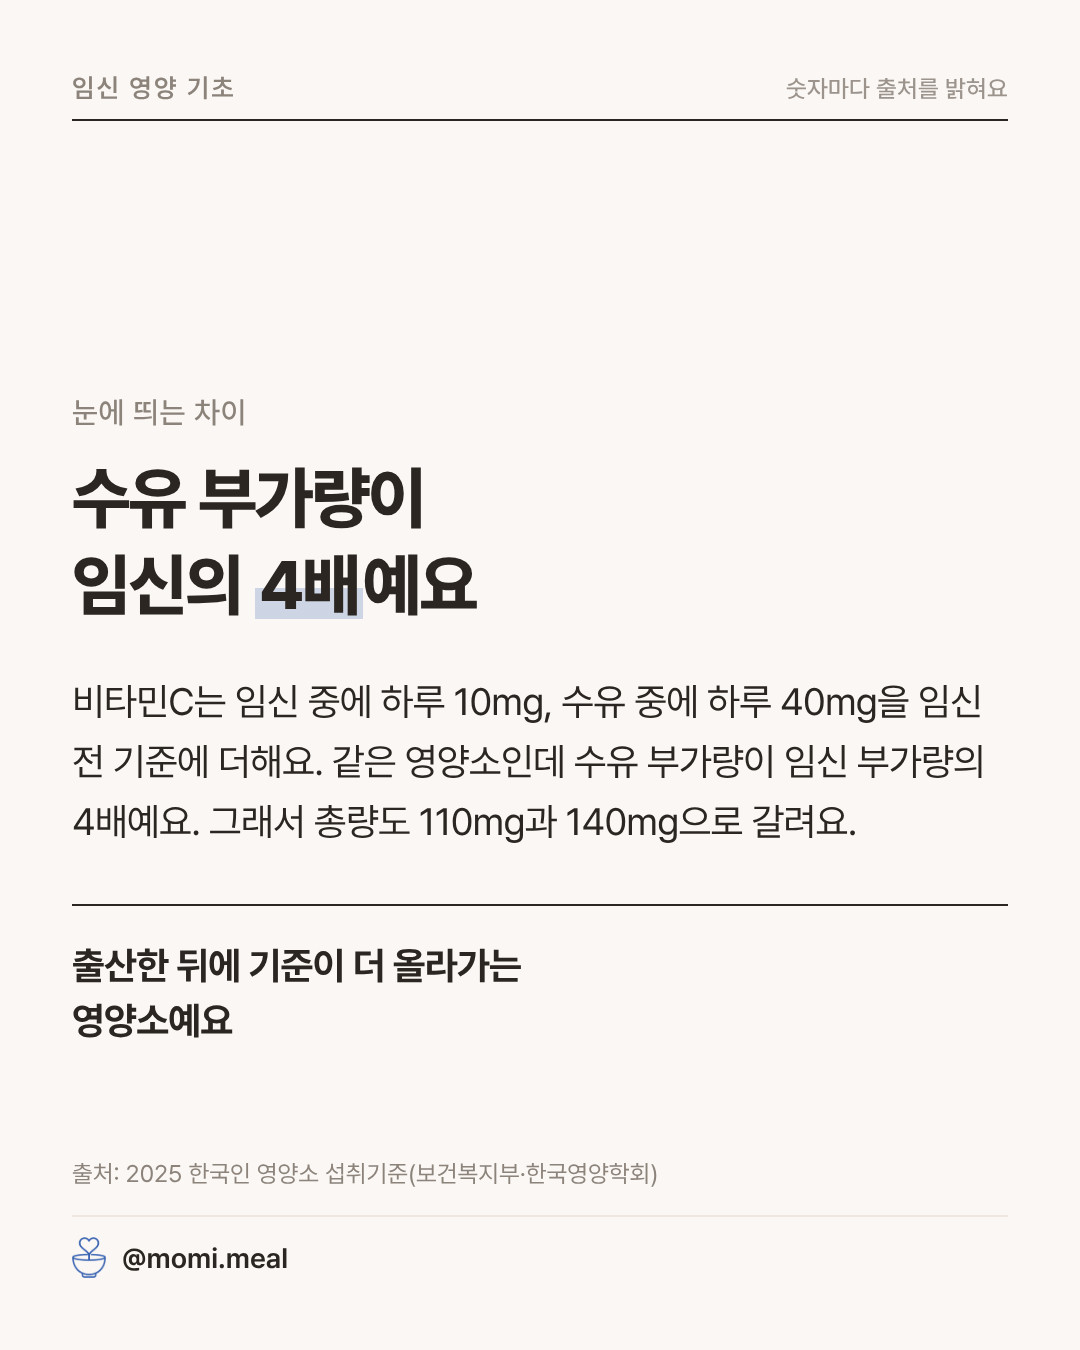 임신 영양 기초
숫자마다 출처를 밝혀요
눈에 띄는 차이
수유 부가량이
임신의 4배예요
비타민C는 임신 중에 하루 10mg, 수유 중에 하루 40mg을 임신
전 기준에 더해요. 같은 영양소인데 수유 부가량이 임신 부가량의
4배예요. 그래서 총량도 110mg과 140mg으로 갈려요.
출산한 뒤에 기준이 더 올라가는
영양소예요
출처: 2025 한국인 영양소 섭취기준(보건복지부·한국영양학회)
@momi.meal